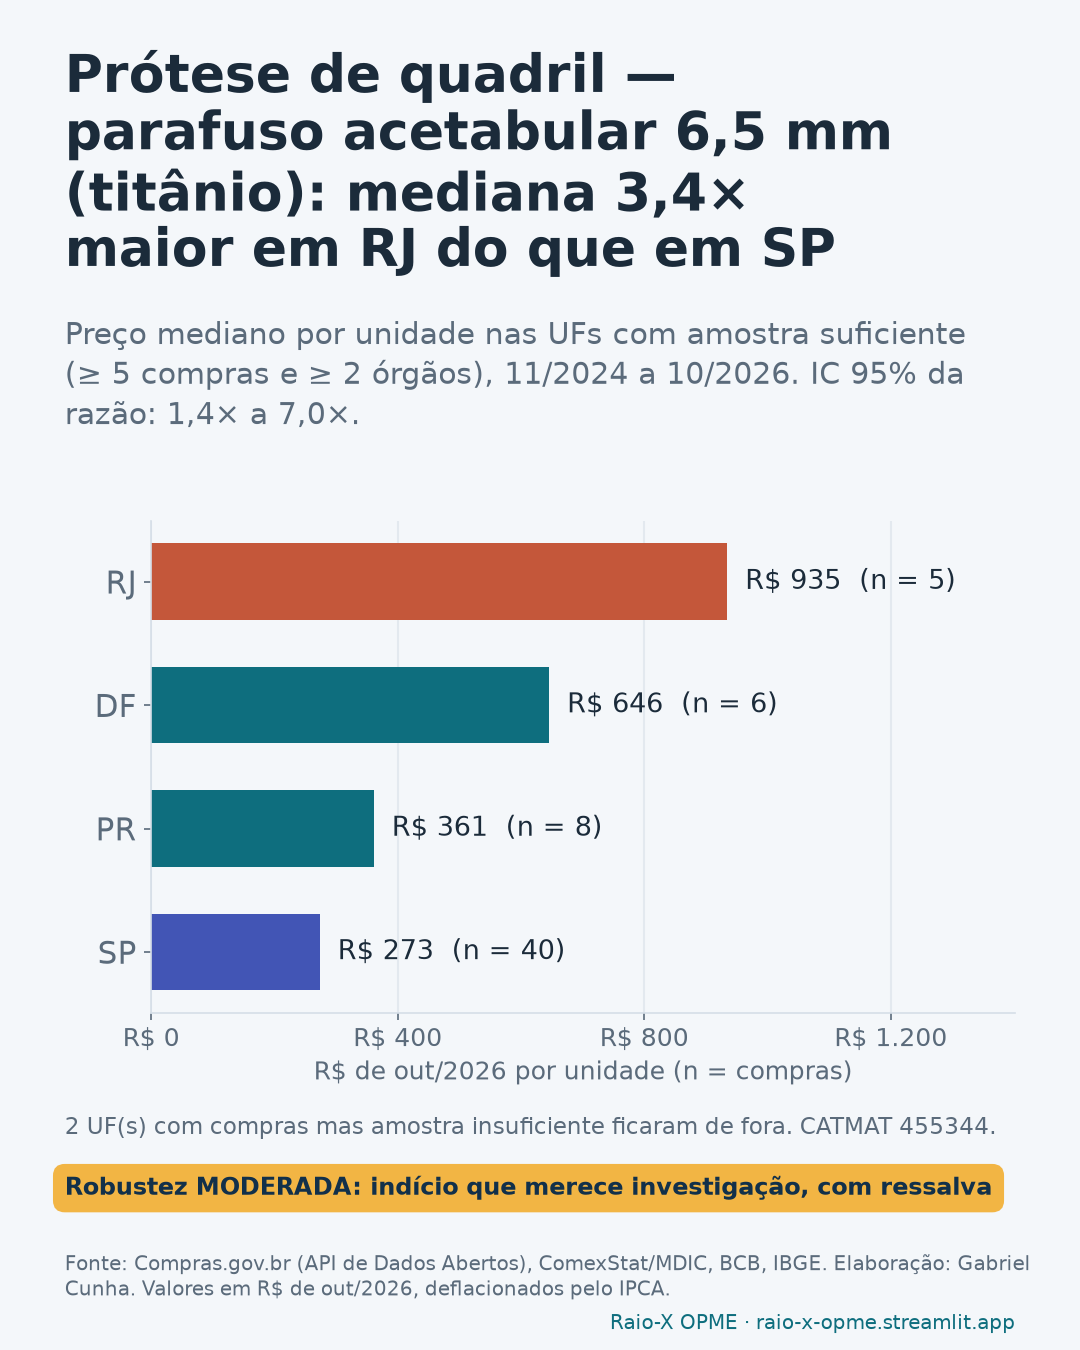 Prótese de quadril —
parafuso acetabular 6,5 mm
(titânio): mediana 3,4×
maior em RJ do que em SP
Preço mediano por unidade nas UFs com amostra suficiente
(≥ 5 compras e ≥ 2 órgãos), 11/2024 a 10/2026. IC 95% da
razão: 1,4× a 7,0×.
RJ R$ 935 (n = 5)
DF R$ 646 (n = 6)
PR R$ 361 (n = 8)
SP R$ 273 (n = 40)
R$ 0 R$ 400 R$ 800 R$ 1.200
R$ de out/2026 por unidade (n = compras)
2 UF(s) com compras mas amostra insuficiente ficaram de fora. CATMAT 455344.
Robustez MODERADA: indício que merece investigação, com ressalva
Fonte: Compras.gov.br (API de Dados Abertos), ComexStat/MDIC, BCB, IBGE. Elaboração: Gabriel
Cunha. Valores em R$ de out/2026, deflacionados pelo IPCA.
Raio-X OPME · raio-x-opme.streamlit.app